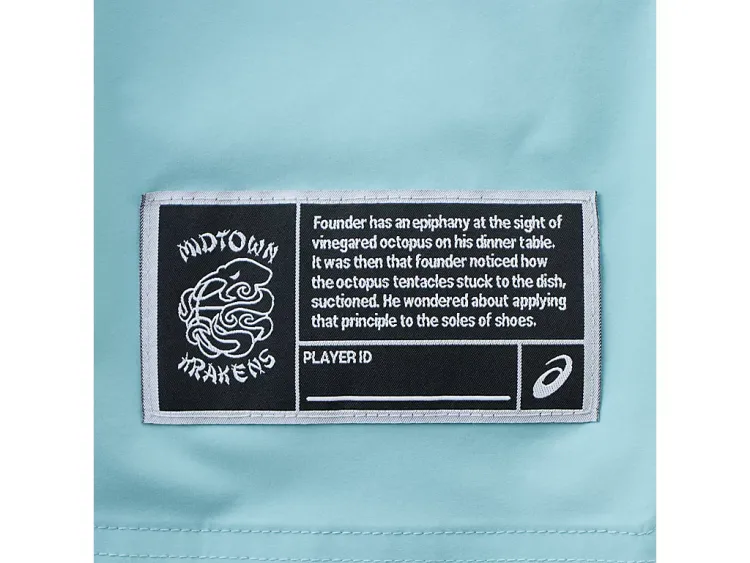 MIDTOWN
KRAKENS
Founder has an epiphany at the sight of
vinegared octopus on his dinner table.
It was then that founder noticed how
the octopus tentacles stuck to the dish,
suctioned. He wondered about applying
that principle to the soles of shoes.
PLAYER ID